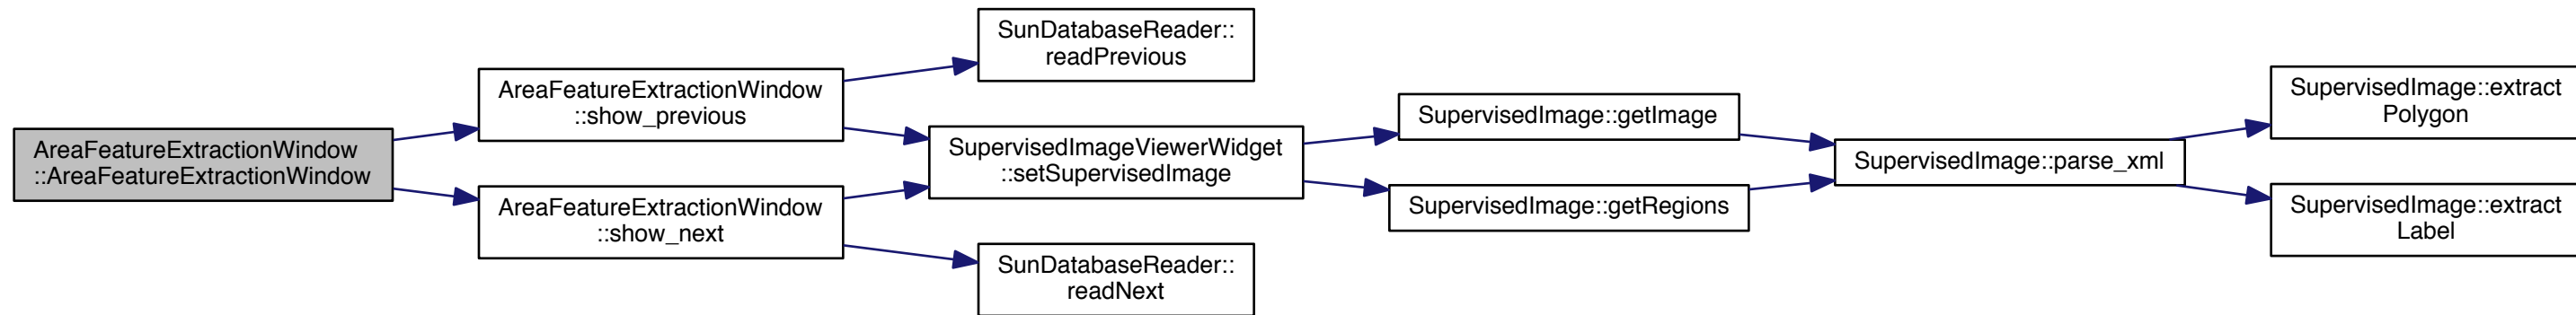 AreaFeatureExtractionWindow
::AreaFeatureExtractionWindow
AreaFeatureExtractionWindow
::show_previous
AreaFeatureExtractionWindow
::show_next
SunDatabaseReader::
readPrevious
SupervisedImageViewerWidget
::setSupervisedImage
SunDatabaseReader::
readNext
SupervisedImage::getImage
SupervisedImage::getRegions
SupervisedImage::parse_xml
SupervisedImage::extract
Polygon
SupervisedImage::extract
Label